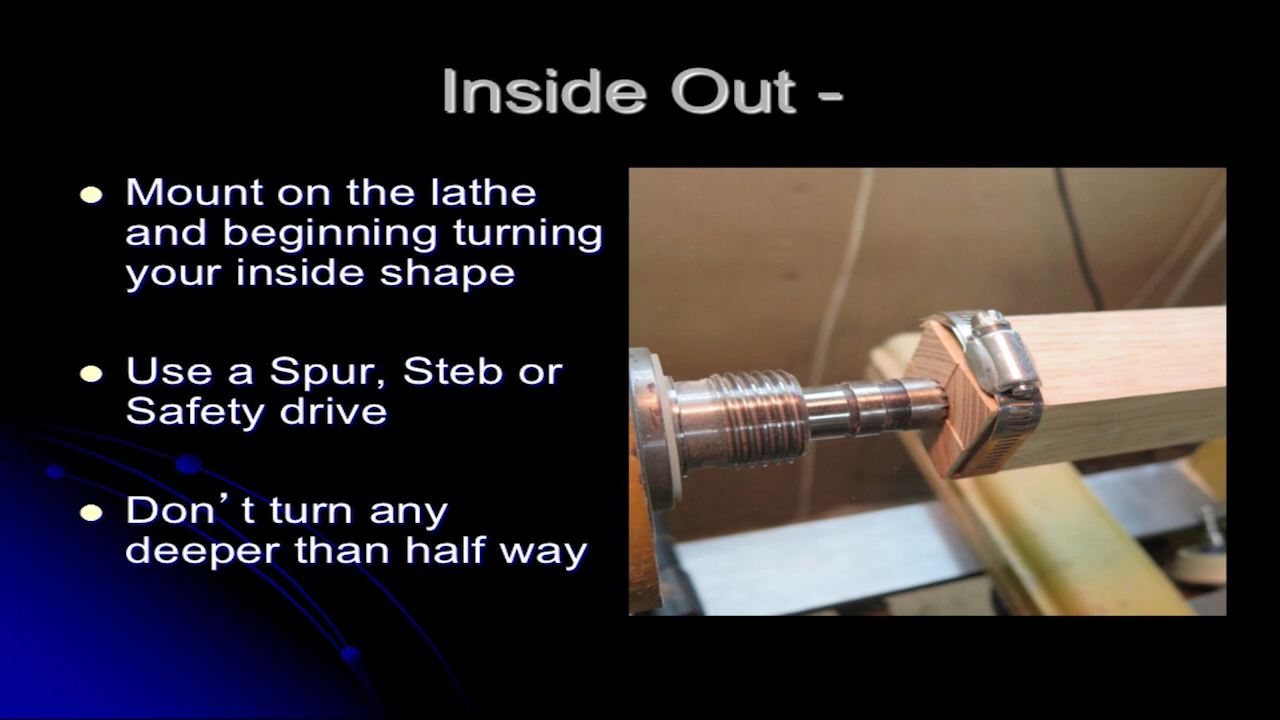 Inside Out -
Mount on the lathe
and beginning turning
your inside shape
Use a Spur, Steb or
Safety drive
Don’t turn any
deeper than half way